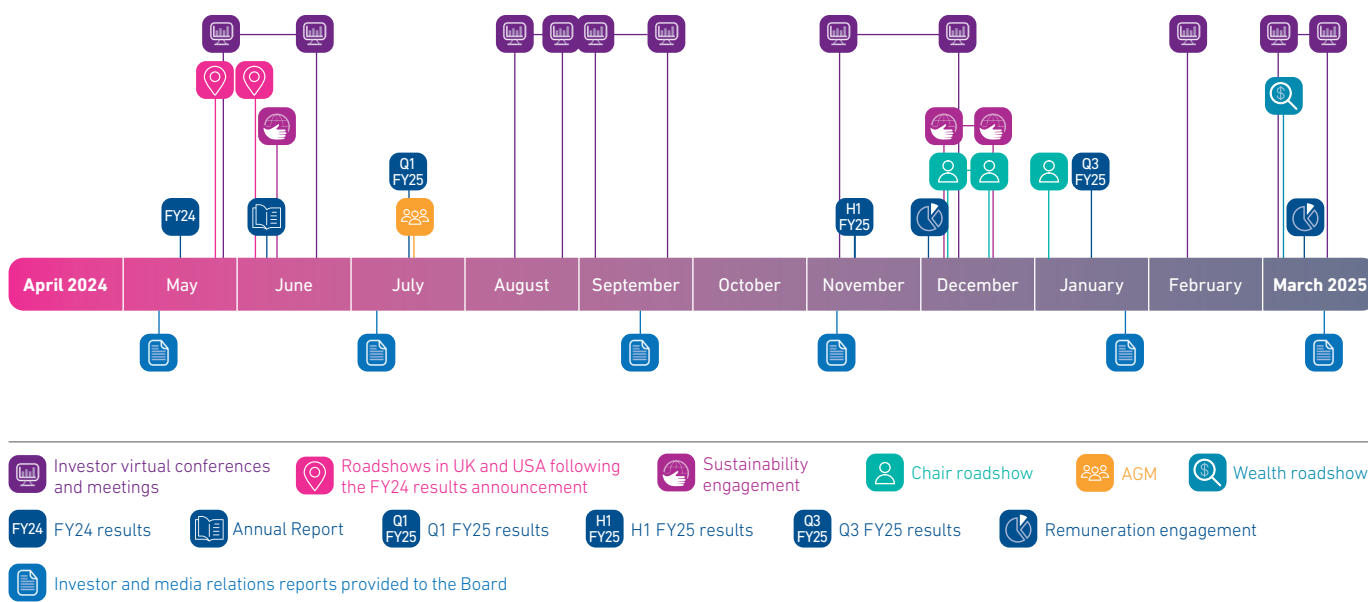 Q1
FY25
Q3
FY25
FY24
H1
FY25
April 2024
May
June
July
August
September
October
November
December
January
February
March 2025
Investor virtual conferences
and meetings
Roadshows in UK and USA following
the FY24 results announcement
Sustainability
engagement
Chair roadshow
AGM
Wealth roadshow
FY24
FY24 results
Annual Report
Q1
FY25
Q1 FY25 results
H1
FY25
H1 FY25 results
Q3
FY25
Q3 FY25 results
Remuneration engagement
Investor and media relations reports provided to the Board